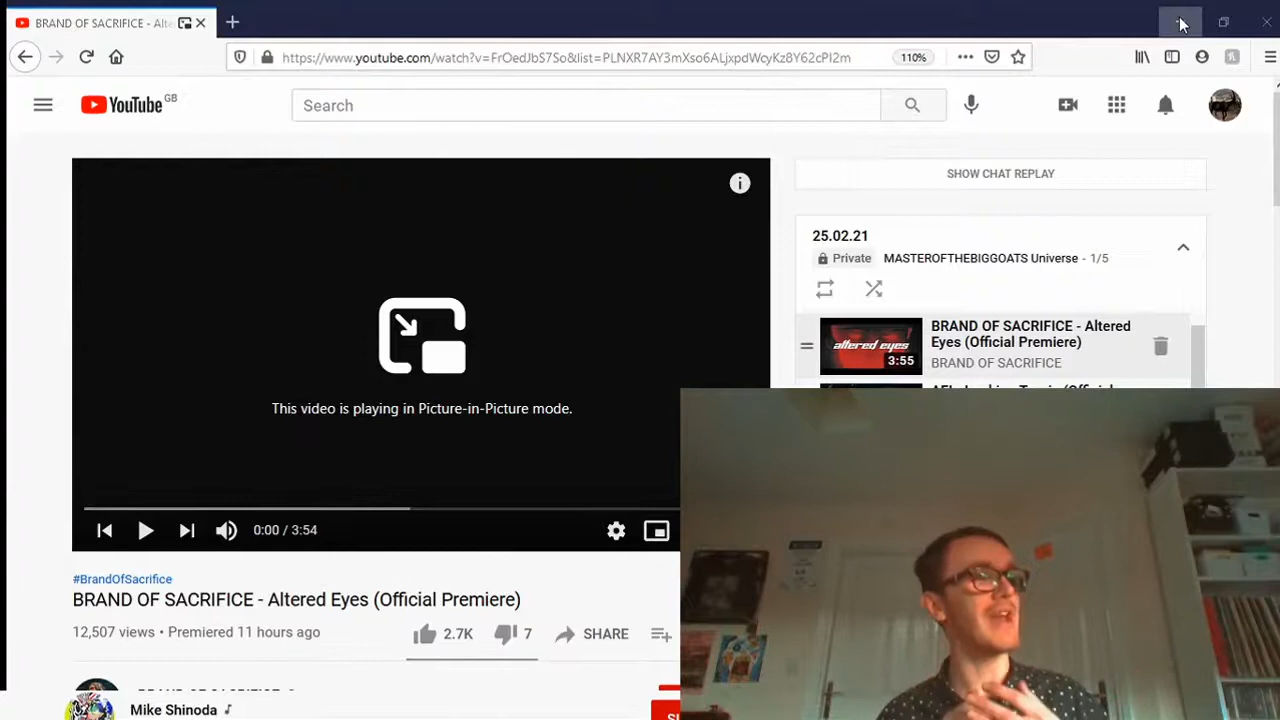 BRAND OF SACRIFICE - Alte
https://www.youtube.com/watch?v=FrOedJbS7So&list=PLNXR7AY3mXso6ALjxpdWcyKz8Y62cPI2m
110%
YouTube GB
Search
SHOW CHAT REPLAY
25.02.21
Private MASTEROFTHEBIGGOATS Universe - 1/5
altered eyes
3:55
BRAND OF SACRIFICE - Altered
Eyes (Official Premiere)
BRAND OF SACRIFICE
This video is playing in Picture-in-Picture mode.
0:00 / 3:54
#BrandOfSacrifice
BRAND OF SACRIFICE - Altered Eyes (Official Premiere)
12,507 views • Premiered 11 hours ago
2.7K
7
SHARE
Mike Shinoda